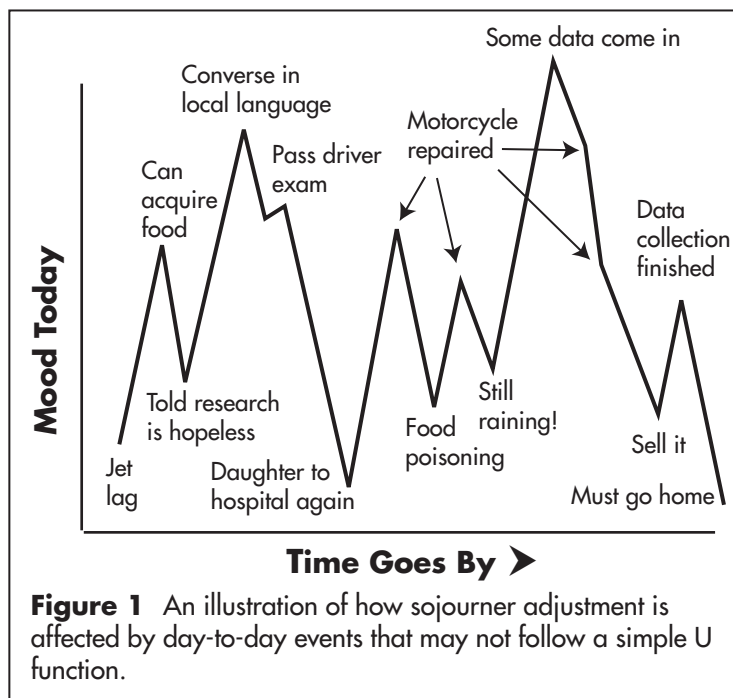 Some data come in
Converse in
local language
Motorcycle
repaired
Pass driver
exam
Can
acquire
food
Data
collection
finished
Mood Today
Told research
is hopeless
Still
raining!
Food
poisoning
Sell it
Jet
lag
Daughter to
hospital again
Must go home
Time Goes By ➤
Figure 1 An illustration of how sojourner adjustment is
affected by day-to-day events that may not follow a simple U
function.